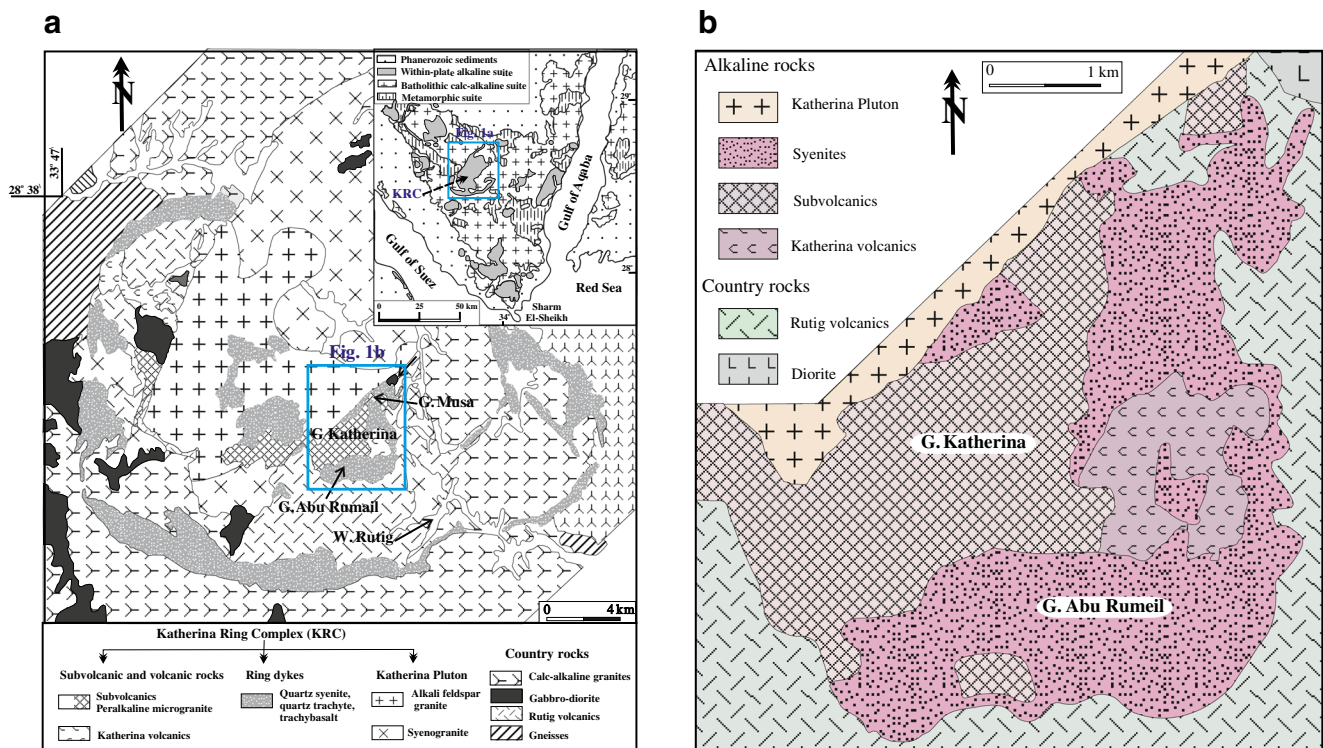 a
N
33° 47'
28° 38'
Phanerozoic sediments
Within-plate alkaline suite
Batholithic calc-alkaline suite
Metamorphic suite
29'
Fig. 1a
KRC
Gulf of Aqaba
Gulf of Suez
28'
Red Sea
0 25 50 km
34'
Sharm
El-Sheikh
Fig. 1b
G. Musa
G Katherina
G. Abu Rumail
W. Rutig
0 4 km
Katherina Ring Complex (KRC)
Subvolcanic and volcanic rocks
Subvolcanics
Peralkaline microgranite
Katherina volcanics
Ring dykes
Quartz syenite,
quartz trachyte,
trachybasalt
Katherina Pluton
Alkali feldspar
granite
Syenogranite
Country rocks
Calc-alkaline granites
Gabbro-diorite
Rutig volcanics
Gneisses
b
Alkaline rocks
Katherina Pluton
Syenites
Subvolcanics
Katherina volcanics
Country rocks
Rutig volcanics
Diorite
0 1 km
N
G. Katherina
G. Abu Rumeil